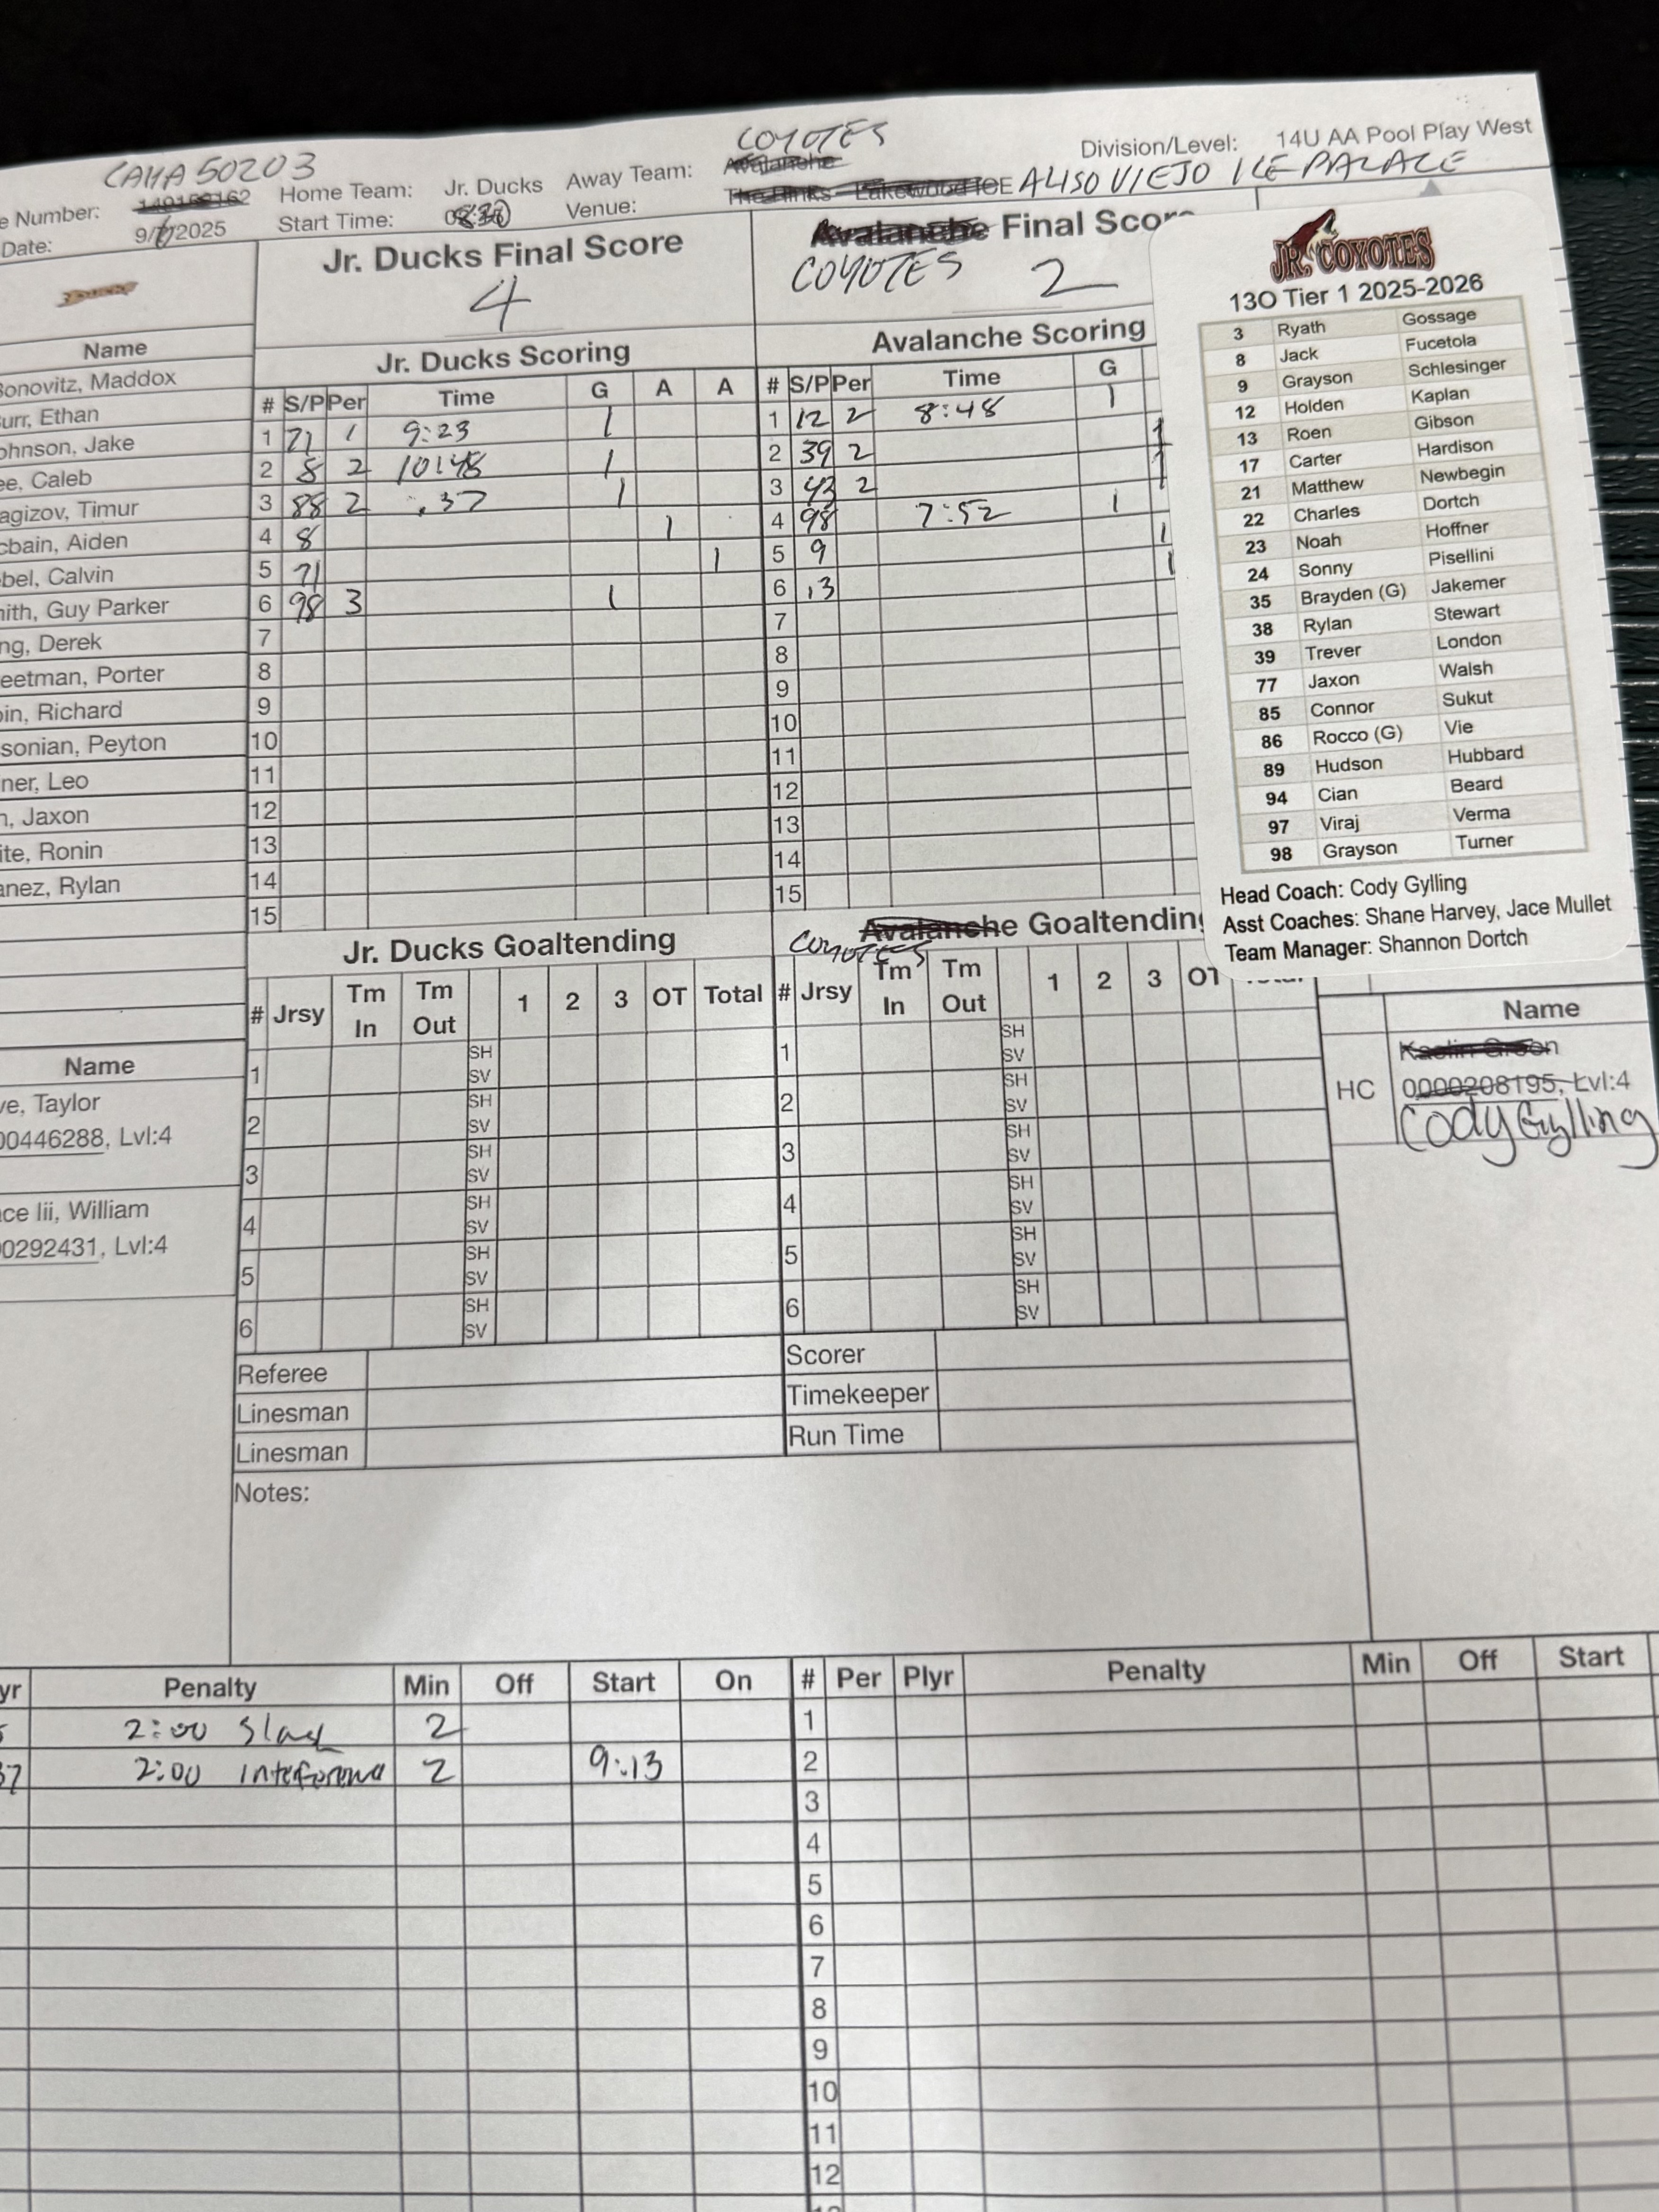 CAHA 50203
COYOTES
e Number: Home Team: Jr. Ducks Away Team: Avalanche Division/Level: 14U AA Pool Play West
Date: 9/6/2025 Start Time: Venue: The Rinks - Lakewood ICE ALISO VIEJO ICE PALACE
Jr. Ducks Final Score
4
Avalanche Final Score
COYOTES 2
Name
onovitz, Maddox
urr, Ethan
ohnson, Jake
ee, Caleb
agizov, Timur
cbain, Aiden
bel, Calvin
nith, Guy Parker
ng, Derek
eetman, Porter
bin, Richard
sonian, Peyton
ner, Leo
n, Jaxon
ite, Ronin
anez, Rylan
Jr. Ducks Scoring
# S/P Per Time G A A
1 71 1 9:23 1
2 8 2 10:48 1
3 88 2 :37 1
4 8 1
5 71 1
6 98 3 1
7
8
9
10
11
12
13
14
15
Avalanche Scoring
# S/P Per Time G
1 12 2 8:48 1
2 39 2 1
3 2 1
4 98 7:52 1
5 9 1
6 13 1
7
8
9
10
11
12
13
14
15
JR. COYOTES
13O Tier 1 2025-2026
3 Ryath Gossage
8 Jack Fucetola
9 Grayson Schlesinger
12 Holden Kaplan
13 Roen Gibson
17 Carter Hardison
21 Matthew Newbegin
22 Charles Dortch
23 Noah Hoffner
24 Sonny Pisellini
35 Brayden (G) Jakemer
38 Rylan Stewart
39 Trever London
77 Jaxon Walsh
85 Connor Sukut
86 Rocco (G) Vie
89 Hudson Hubbard
94 Cian Beard
97 Viraj Verma
98 Grayson Turner
Head Coach: Cody Gylling
Asst Coaches: Shane Harvey, Jace Mullet
Team Manager: Shannon Dortch
Jr. Ducks Goaltending
# Jrsy Tm In Tm Out 1 2 3 OT Total
1 SH SV
2 SH SV
3 SH SV
4 SH SV
5 SH SV
6 SH SV
Avalanche Goaltending
COYOTES
# Jrsy Tm In Tm Out 1 2 3 OT Total
1 SH SV
2 SH SV
3 SH SV
4 SH SV
5 SH SV
6 SH SV
Name
ve, Taylor
00446288, Lvl:4
ce Iii, William
00292431, Lvl:4
Name
HC
0000208195, Lvl:4
Cody Gylling
Referee
Linesman
Linesman
Scorer
Timekeeper
Run Time
Notes:
yr Penalty Min Off Start On
2:00 Slash 2
37 2:00 Interference 2 9:13
# Per Plyr Penalty Min Off Start
1
2
3
4
5
6
7
8
9
10
11
12